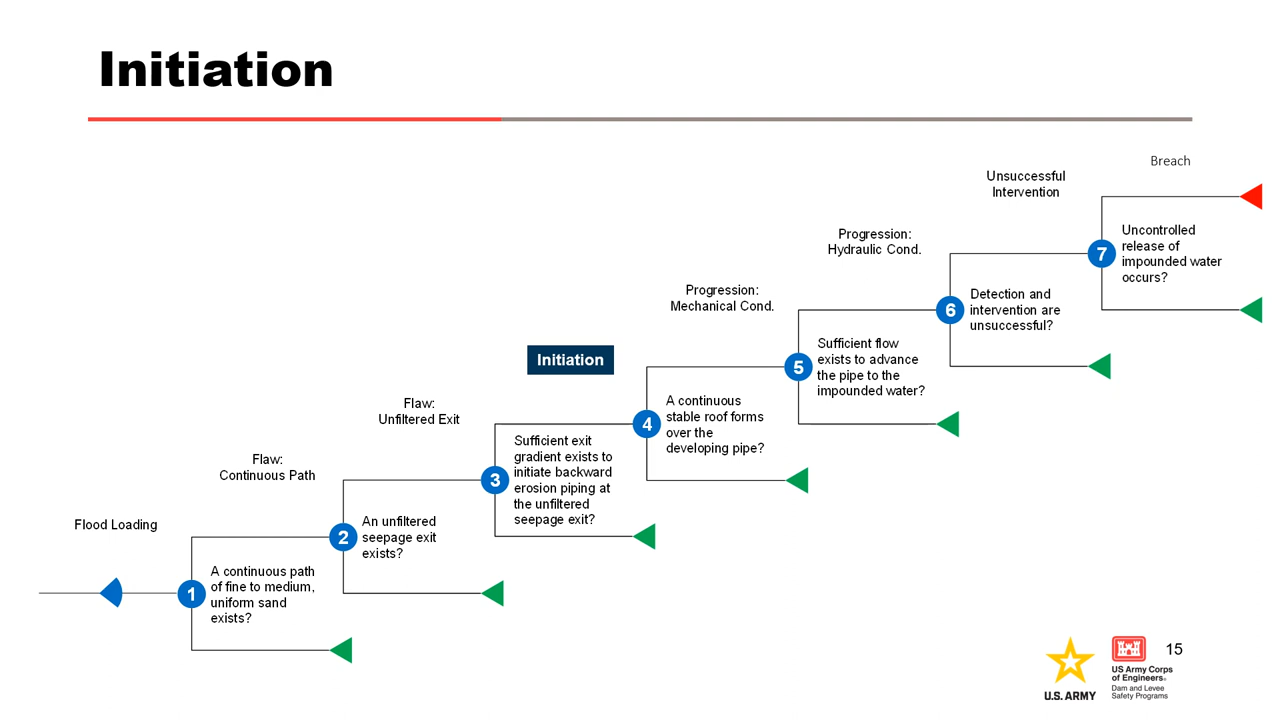 Initiation
Breach
Unsuccessful
Intervention
7
Uncontrolled
release of
impounded water
occurs?
Progression:
Hydraulic Cond.
6
Detection and
intervention are
unsuccessful?
Progression:
Mechanical Cond.
5
Sufficient flow
exists to advance
the pipe to the
impounded water?
Initiation
4
A continuous
stable roof forms
over the
developing pipe?
Flaw:
Unfiltered Exit
3
Sufficient exit
gradient exists to
initiate backward
erosion piping at
the unfiltered
seepage exit?
Flaw:
Continuous Path
2
An unfiltered
seepage exit
exists?
Flood Loading
1
A continuous path
of fine to medium,
uniform sand
exists?
U.S. ARMY
US Army Corps
of Engineers®
Dam and Levee
Safety Programs
15